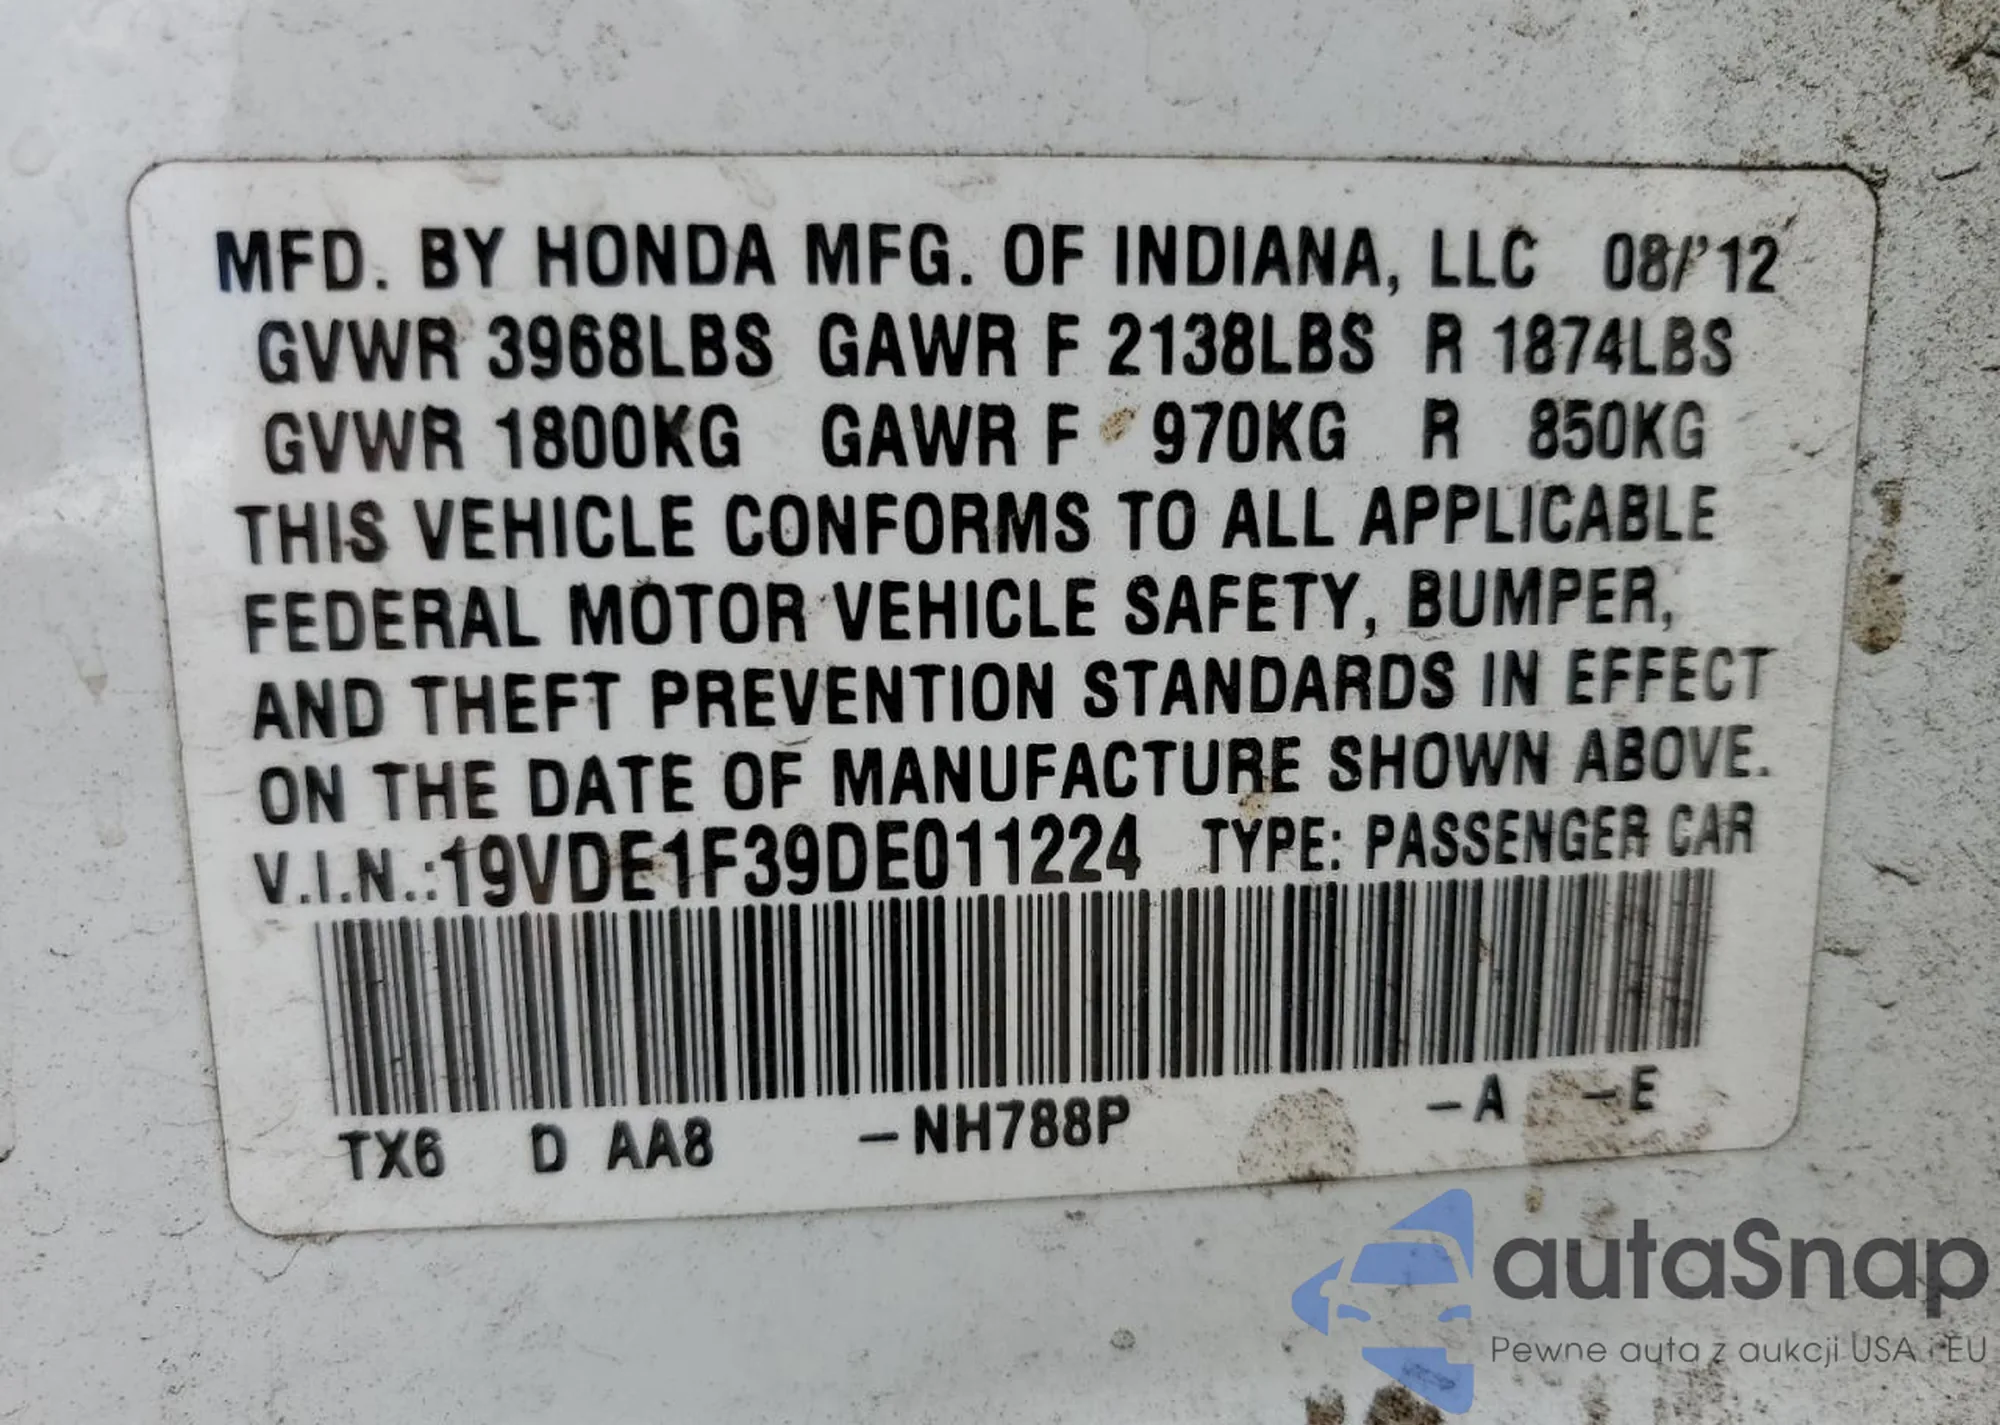 MFD. BY HONDA MFG. OF INDIANA, LLC 08/'12
GVWR 3968LBS GAWR F 2138LBS R 1874LBS
GVWR 1800KG GAWR F 970KG R 850KG
THIS VEHICLE CONFORMS TO ALL APPLICABLE
FEDERAL MOTOR VEHICLE SAFETY, BUMPER,
AND THEFT PREVENTION STANDARDS IN EFFECT
ON THE DATE OF MANUFACTURE SHOWN ABOVE.
V.I.N.:19VDE1F39DE011224 TYPE: PASSENGER CAR
TX6 D AA8 -NH788P -A -E
autaSnap
Pewne auta z aukcji USA i EU